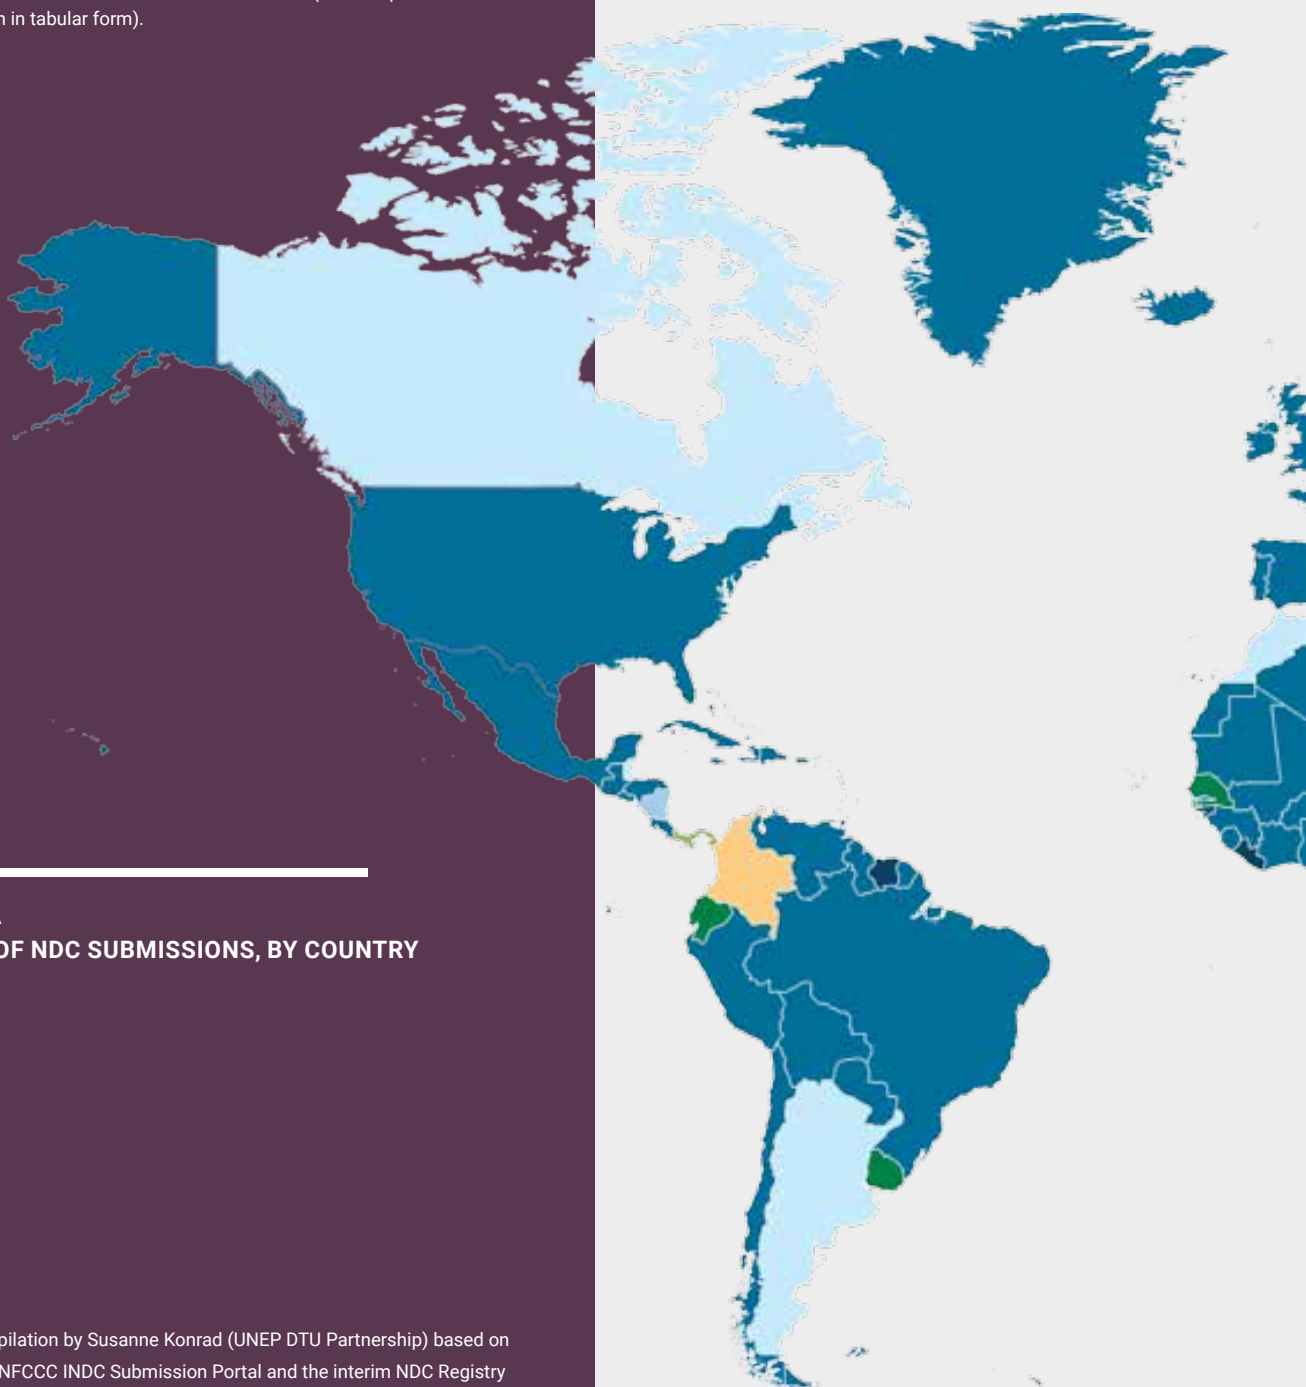 n in tabular form).
OF NDC SUBMISSIONS, BY COUNTRY
pilation by Susanne Konrad (UNEP DTU Partnership) based on
NFCCC INDC Submission Portal and the interim NDC Registry